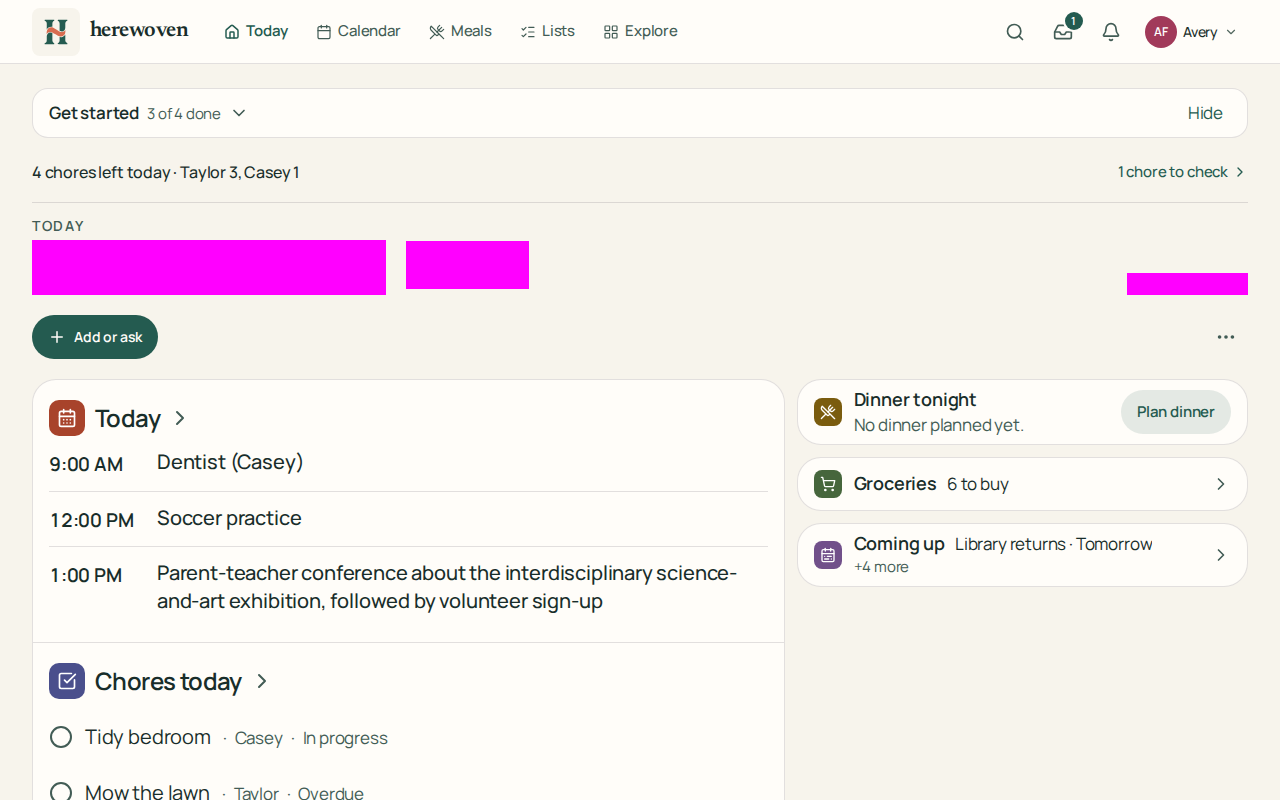 herewoven
Today
Calendar
Meals
Lists
Explore
1
AF
Avery
Get started 3 of 4 done
Hide
4 chores left today · Taylor 3, Casey 1
1 chore to check
TODAY
Add or ask
Today
9:00 AM Dentist (Casey)
12:00 PM Soccer practice
1:00 PM Parent-teacher conference about the interdisciplinary science-
and-art exhibition, followed by volunteer sign-up
Chores today
Tidy bedroom · Casey · In progress
Mow the lawn · Taylor · Overdue
Dinner tonight
No dinner planned yet.
Plan dinner
Groceries 6 to buy
Coming up Library returns · Tomorrow
+4 more